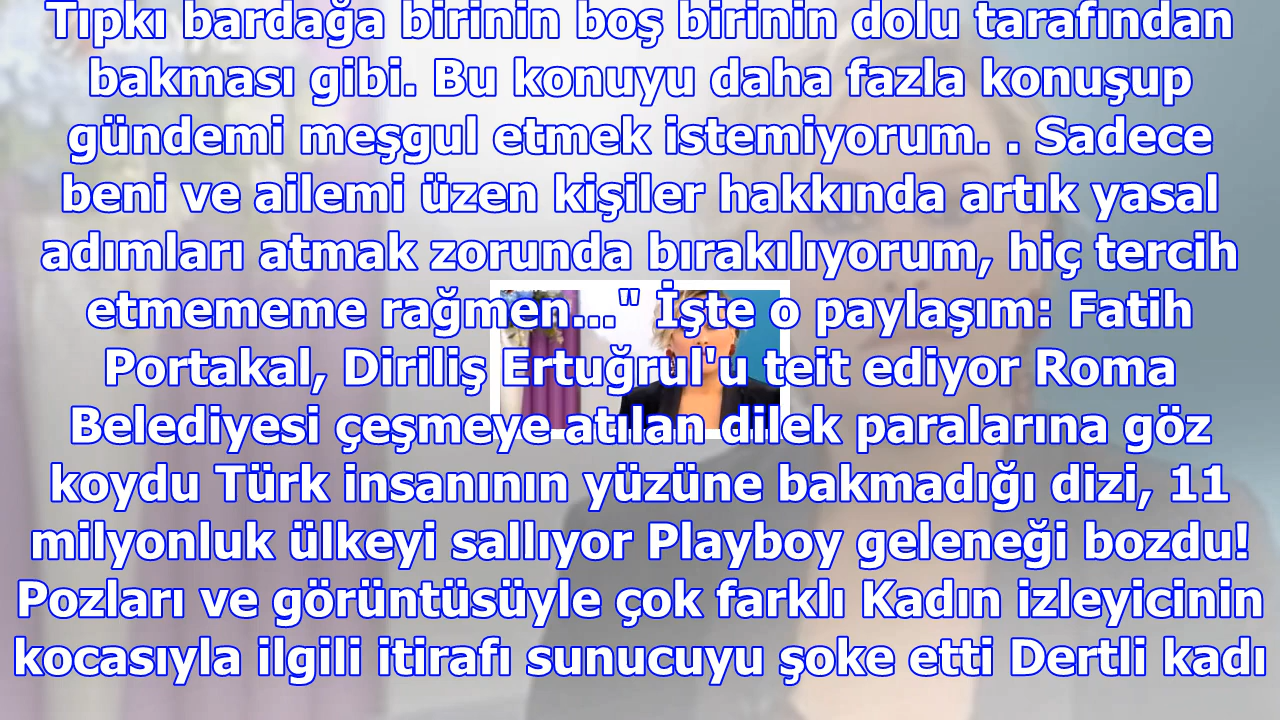 Tıpkı bardağa birinin boş birinin dolu tarafından
bakması gibi. Bu konuyu daha fazla konuşup
gündemi meşgul etmek istemiyorum. . Sadece
beni ve ailemi üzen kişiler hakkında artık yasal
adımları atmak zorunda bırakılıyorum, hiç tercih
etmememe rağmen..." İşte o paylaşım: Fatih
Portakal, Diriliş Ertuğrul'u teit ediyor Roma
Belediyesi çeşmeye atılan dilek paralarına göz
koydu Türk insanının yüzüne bakmadığı dizi, 11
milyonluk ülkeyi sallıyor Playboy geleneği bozdu!
Pozları ve görüntüsüyle çok farklı Kadın izleyicinin
kocasıyla ilgili itirafı sunucuyu şoke etti Dertli kadı